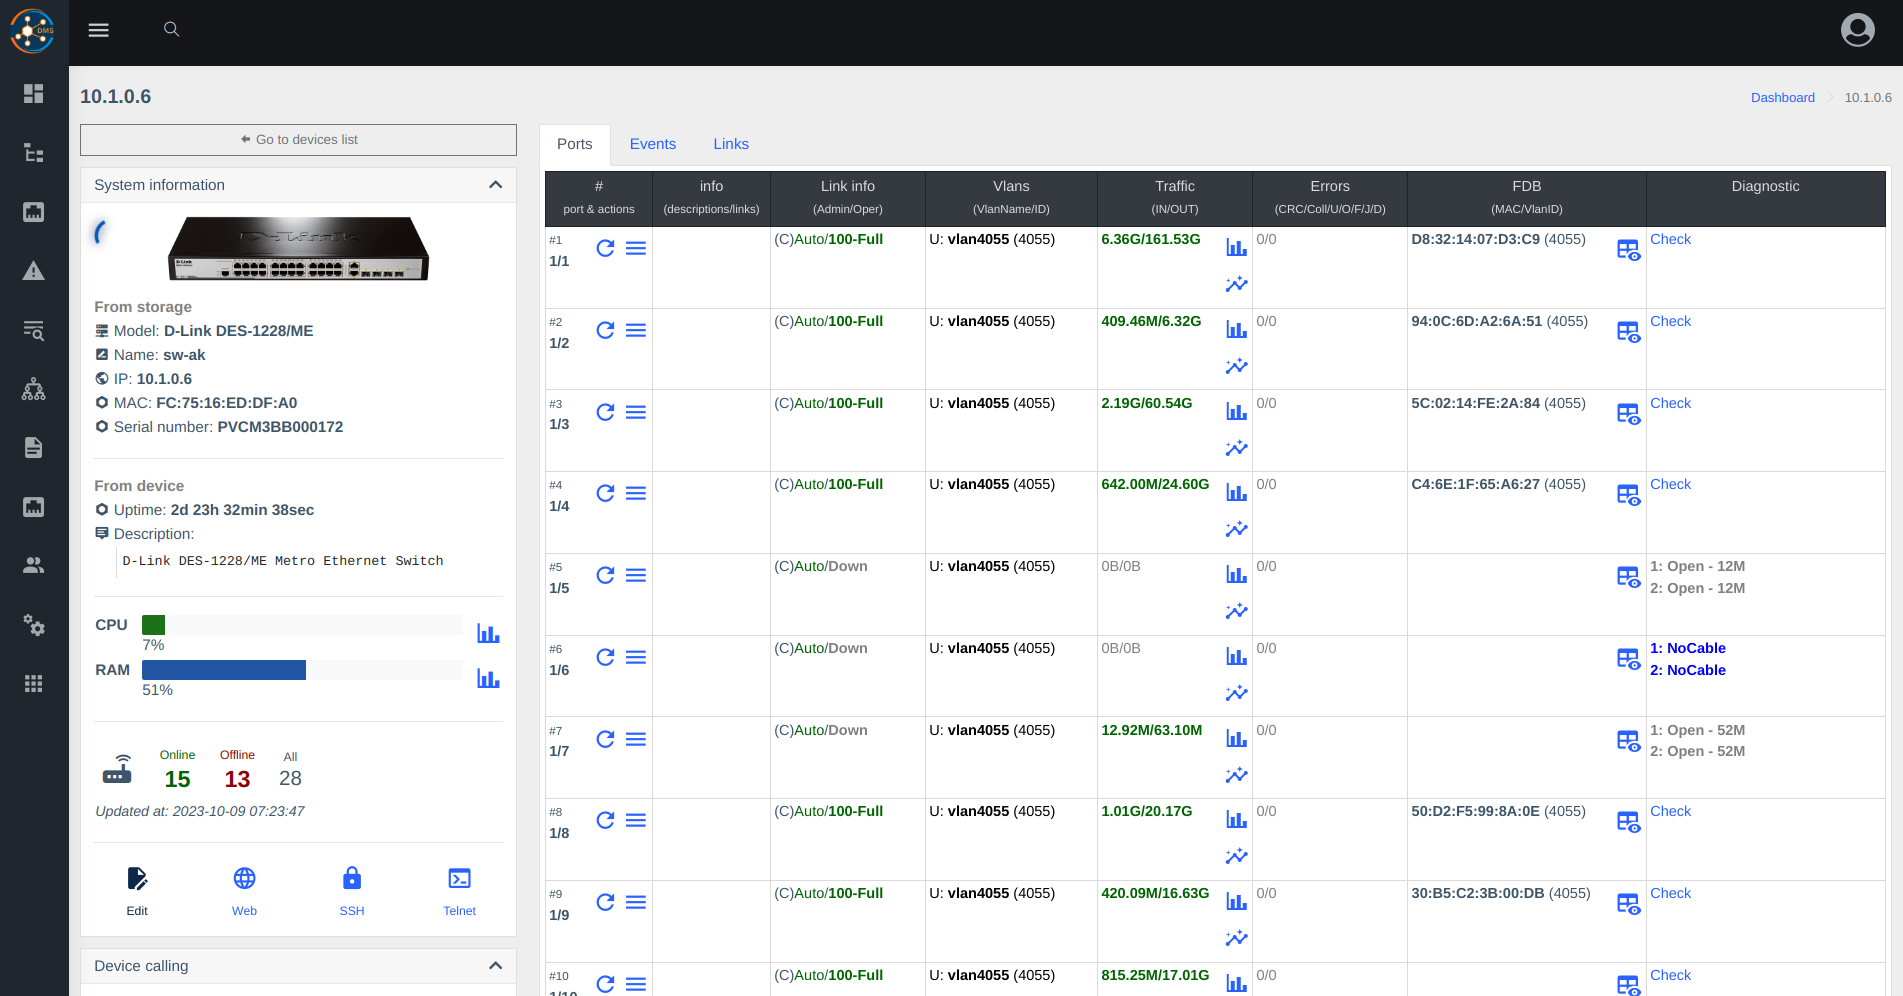 DMS
10.1.0.6
Dashboard
10.1.0.6
Go to devices list
System information
D-Link
D-Link
From storage
Model: D-Link DES-1228/ME
Name: sw-ak
IP: 10.1.0.6
MAC: FC:75:16:ED:DF:A0
Serial number: PVCM3BB000172
From device
Uptime: 2d 23h 32min 38sec
Description:
D-Link DES-1228/ME Metro Ethernet Switch
CPU
7%
RAM
51%
Online Offline All
15 13 28
Updated at: 2023-10-09 07:23:47
Edit Web SSH Telnet
Device calling
Ports Events Links
# info Link info Vlans Traffic Errors FDB Diagnostic
port & actions (descriptions/links) (Admin/Oper) (VlanName/ID) (IN/OUT) (CRC/Coll/U/O/F/J/D) (MAC/VlanID)
#1 (C)Auto/100-Full U: vlan4055 (4055) 6.36G/161.53G 0/0 D8:32:14:07:D3:C9 (4055) Check
1/1
#2 (C)Auto/100-Full U: vlan4055 (4055) 409.46M/6.32G 0/0 94:0C:6D:A2:6A:51 (4055) Check
1/2
#3 (C)Auto/100-Full U: vlan4055 (4055) 2.19G/60.54G 0/0 5C:02:14:FE:2A:84 (4055) Check
1/3
#4 (C)Auto/100-Full U: vlan4055 (4055) 642.00M/24.60G 0/0 C4:6E:1F:65:A6:27 (4055) Check
1/4
#5 (C)Auto/Down U: vlan4055 (4055) 0B/0B 0/0 1: Open - 12M
1/5 2: Open - 12M
#6 (C)Auto/Down U: vlan4055 (4055) 0B/0B 0/0 1: NoCable
1/6 2: NoCable
#7 (C)Auto/Down U: vlan4055 (4055) 12.92M/63.10M 0/0 1: Open - 52M
1/7 2: Open - 52M
#8 (C)Auto/100-Full U: vlan4055 (4055) 1.01G/20.17G 0/0 50:D2:F5:99:8A:0E (4055) Check
1/8
#9 (C)Auto/100-Full U: vlan4055 (4055) 420.09M/16.63G 0/0 30:B5:C2:3B:00:DB (4055) Check
1/9
#10 (C)Auto/100-Full U: vlan4055 (4055) 815.25M/17.01G 0/0 Check
1/10